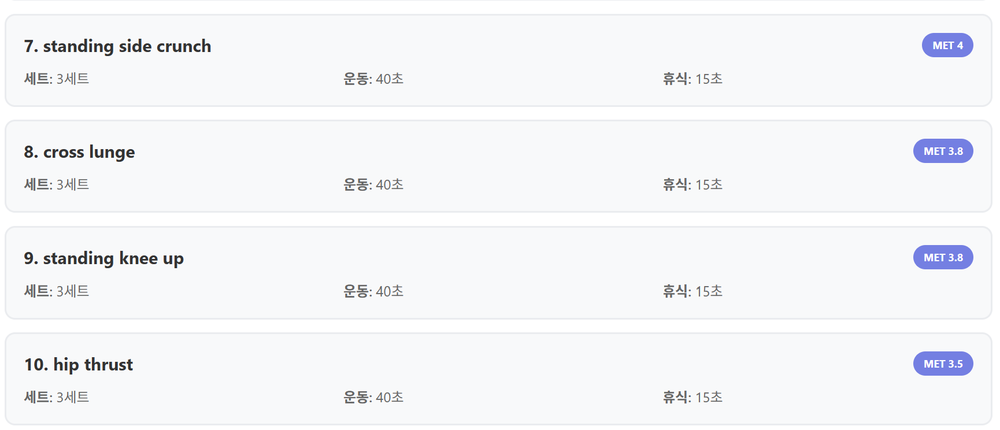 7. standing side crunch
MET 4
세트: 3세트 운동: 40초 휴식: 15초
8. cross lunge
MET 3.8
세트: 3세트 운동: 40초 휴식: 15초
9. standing knee up
MET 3.8
세트: 3세트 운동: 40초 휴식: 15초
10. hip thrust
MET 3.5
세트: 3세트 운동: 40초 휴식: 15초